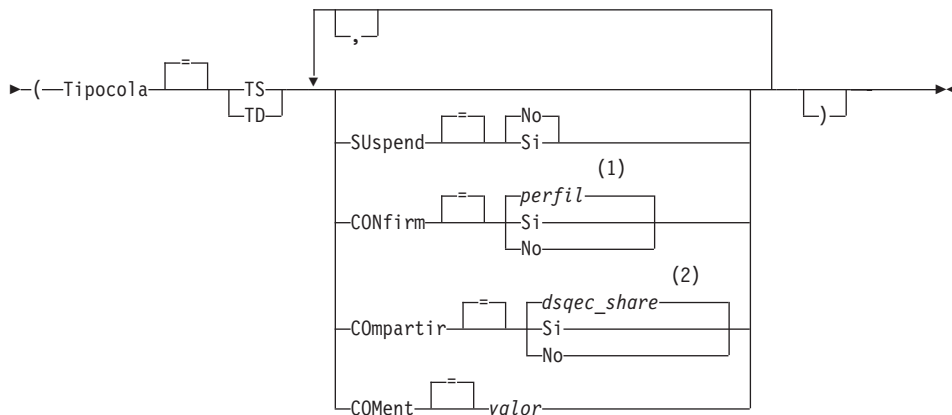 ,
( Tipocola = TS
TD
)
SUspend = No
Si
(1)
CONfirm = perfil
Si
No
(2)
COmpartir = dsqec_share
Si
No
COMent = valor